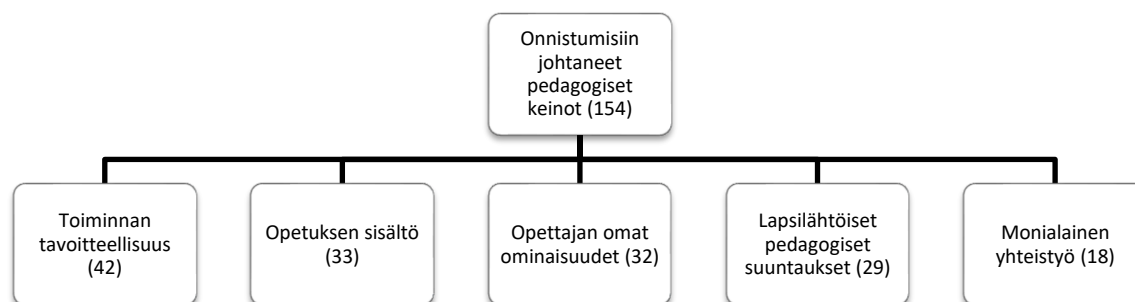 Onnistumisiin
johtaneet
pedagogiset
keinot (154)
Toiminnan
tavoitteellisuus
(42)
Opetuksen sisältö
(33)
Opettajan omat
ominaisuudet (32)
Lapsilähtöiset
pedagogiset
suuntaukset (29)
Monialainen
yhteistyö (18)